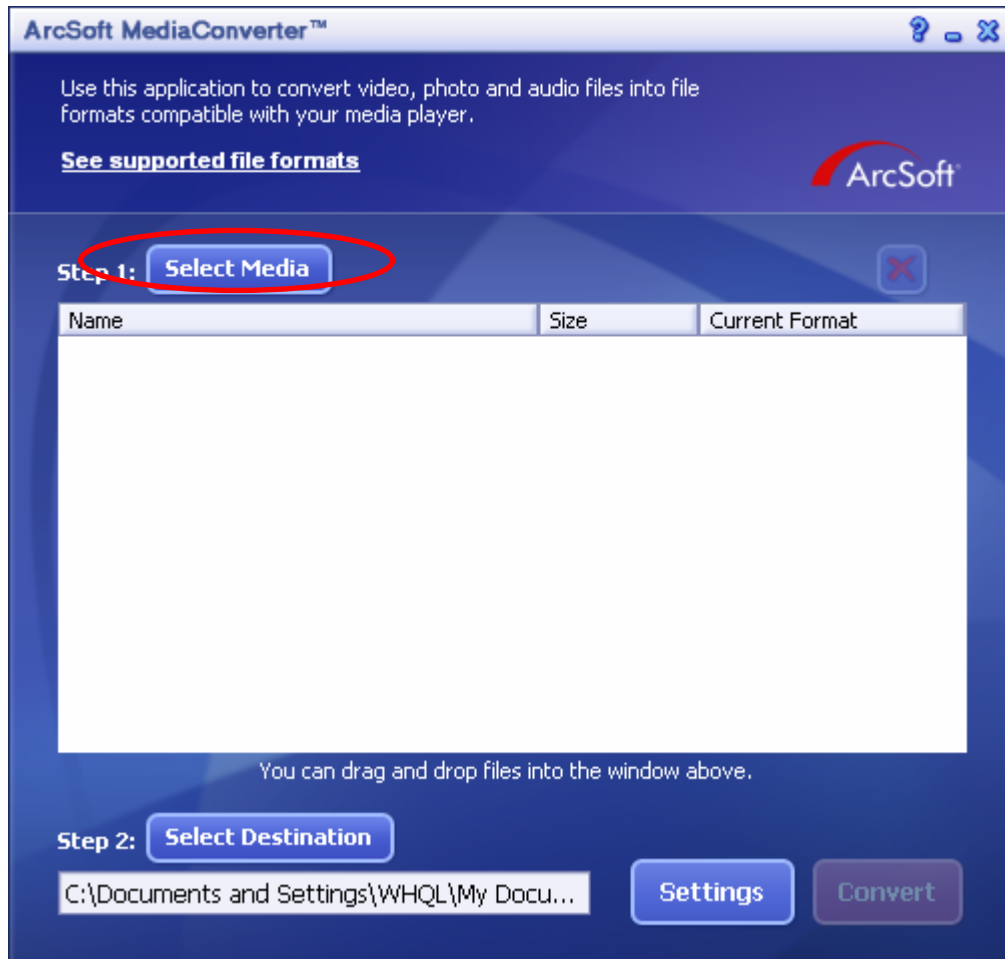 ArcSoft MediaConverter™
Use this application to convert video, photo and audio files into file
formats compatible with your media player.
See supported file formats
ArcSoft
Step 1: Select Media
Name Size Current Format
You can drag and drop files into the window above.
Step 2: Select Destination
C:\Documents and Settings\WHQL\My Docu...
Settings Convert